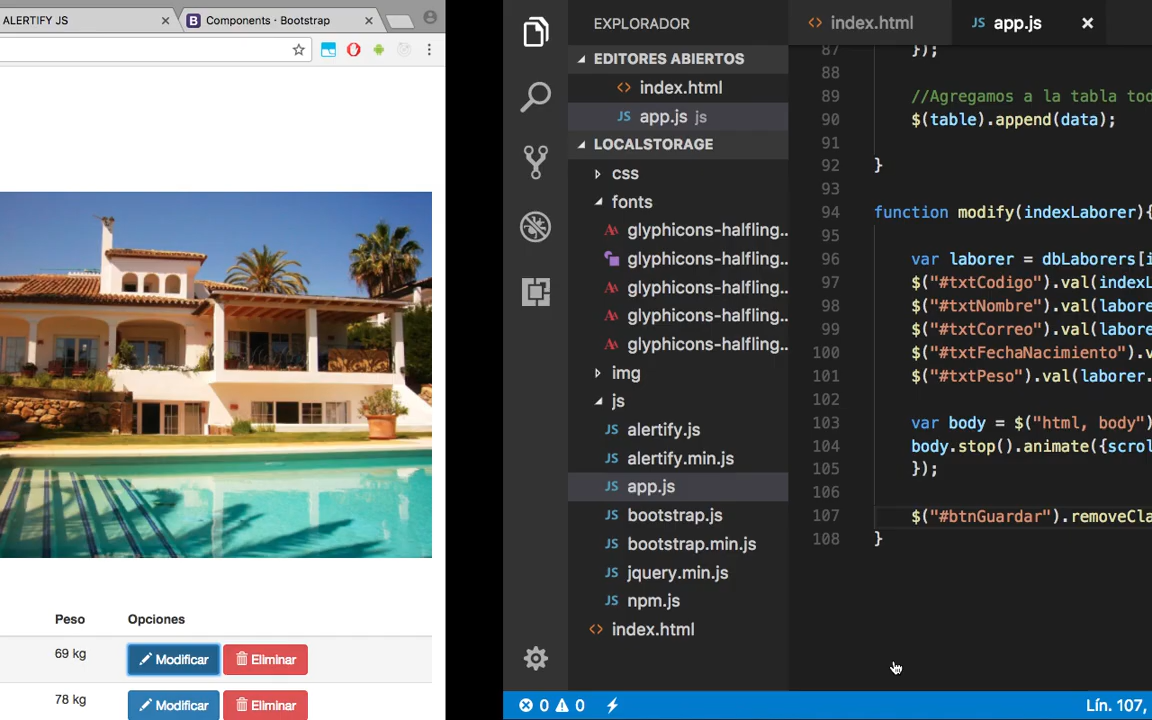 ALERTIFY JS
Components · Bootstrap
Peso
Opciones
69 kg
Modificar
Eliminar
78 kg
Modificar
Eliminar
EXPLORADOR
EDITORES ABIERTOS
index.html
app.js js
LOCALSTORAGE
css
fonts
glyphicons-halfling..
glyphicons-halfling..
glyphicons-halfling..
glyphicons-halfling..
glyphicons-halfling..
img
js
alertify.js
alertify.min.js
app.js
bootstrap.js
bootstrap.min.js
jquery.min.js
npm.js
index.html
index.html
app.js
87 });
88
89 //Agregamos a la tabla tod
90 $(table).append(data);
91
92 }
93
94 function modify(indexLaborer){
95
96 var laborer = dbLaborers[i
97 $("#txtCodigo").val(indexL
98 $("#txtNombre").val(labore
99 $("#txtCorreo").val(labore
100 $("#txtFechaNacimiento").v
101 $("#txtPeso").val(laborer.
102
103 var body = $("html, body")
104 body.stop().animate({scrol
105 });
106
107 $("#btnGuardar").removeCla
108 }
0 0
Lín. 107,